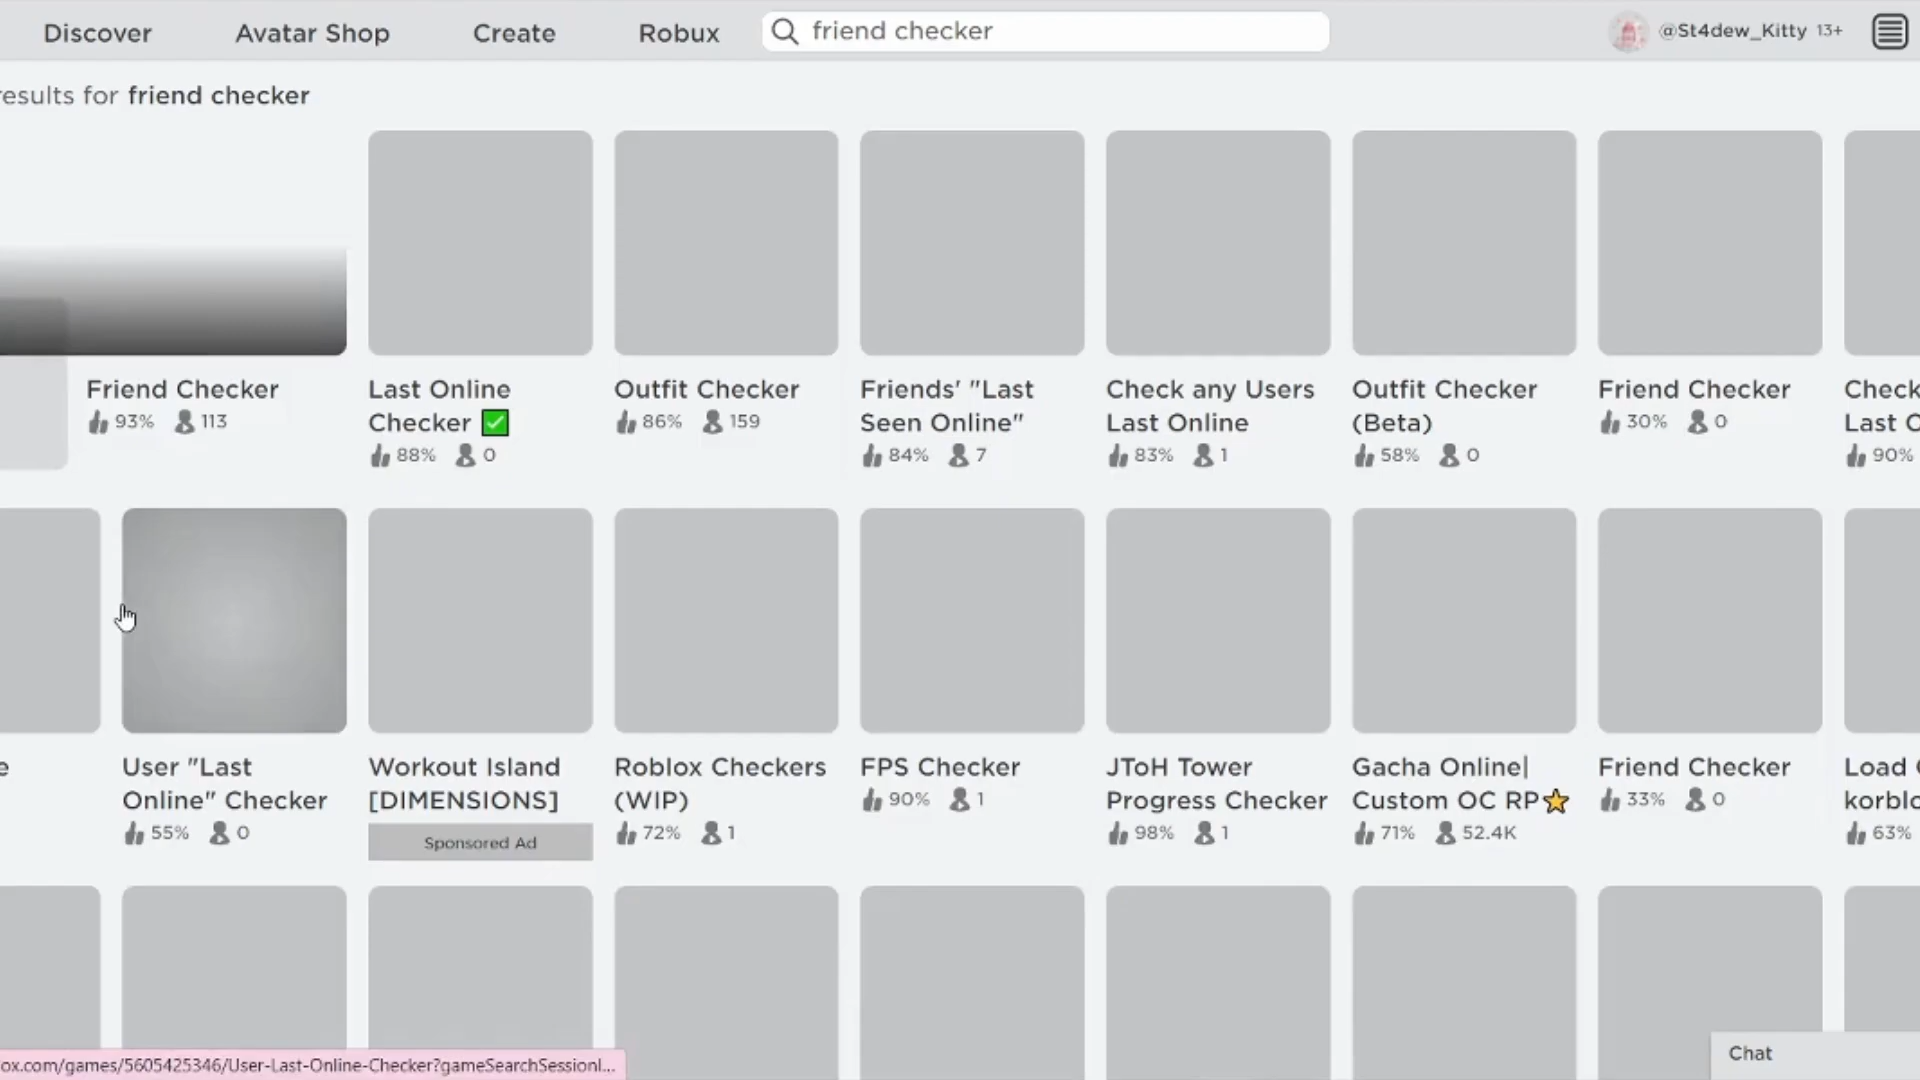 Discover Avatar Shop Create Robux friend checker @St4dew_Kitty 13+
results for friend checker
Friend Checker
93% 113
Last Online
Checker ✅
88% 0
Outfit Checker
86% 159
Friends' "Last
Seen Online"
84% 7
Check any Users
Last Online
83% 1
Outfit Checker
(Beta)
58% 0
Friend Checker
30% 0
Check
Last O
90%
e
User "Last
Online" Checker
55% 0
Workout Island
[DIMENSIONS]
Sponsored Ad
Roblox Checkers
(WIP)
72% 1
FPS Checker
90% 1
JToH Tower
Progress Checker
98% 1
Gacha Online|
Custom OC RP⭐
71% 52.4K
Friend Checker
33% 0
Load
korblo
63%
ox.com/games/5605425346/User-Last-Online-Checker?gameSearchSessionI...
Chat